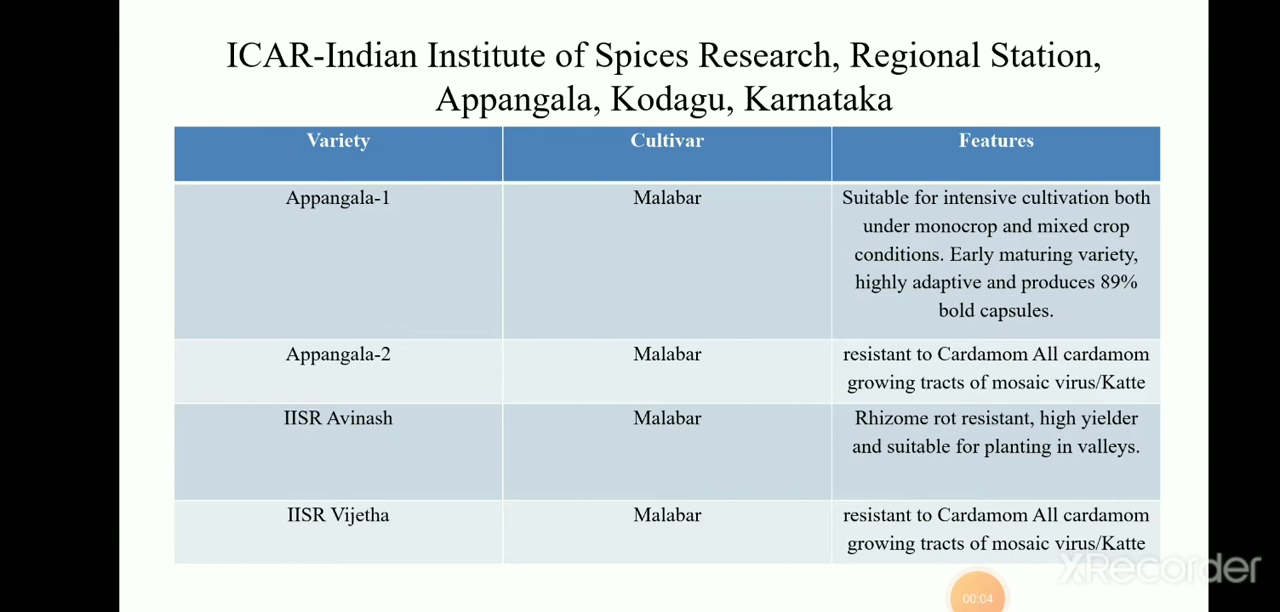 ICAR-Indian Institute of Spices Research, Regional Station,
Appangala, Kodagu, Karnataka
Variety
Cultivar
Features
Appangala-1
Malabar
Suitable for intensive cultivation both
under monocrop and mixed crop
conditions. Early maturing variety,
highly adaptive and produces 89%
bold capsules.
Appangala-2
Malabar
resistant to Cardamom All cardamom
growing tracts of mosaic virus/Katte
IISR Avinash
Malabar
Rhizome rot resistant, high yielder
and suitable for planting in valleys.
IISR Vijetha
Malabar
resistant to Cardamom All cardamom
growing tracts of mosaic virus/Katte
XRecorder
00:04